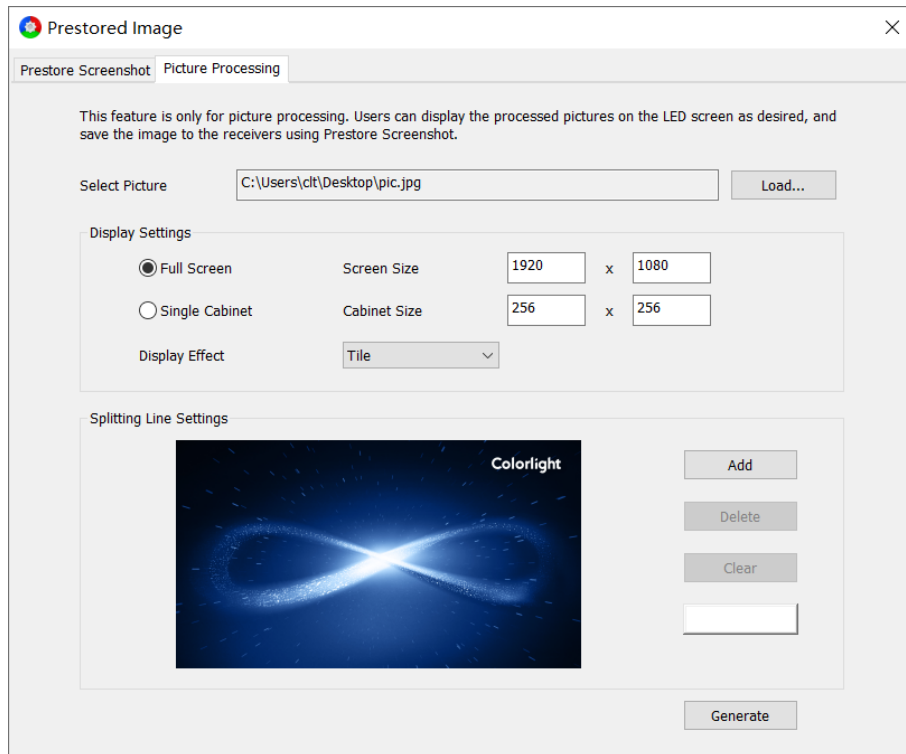 Prestored Image
Prestore Screenshot Picture Processing
This feature is only for picture processing. Users can display the processed pictures on the LED screen as desired, and
save the image to the receivers using Prestore Screenshot.
Select Picture C:\Users\clt\Desktop\pic.jpg Load...
Display Settings
Full Screen Screen Size 1920 x 1080
Single Cabinet Cabinet Size 256 x 256
Display Effect Tile
Splitting Line Settings
Colorlight
Add
Delete
Clear
Generate